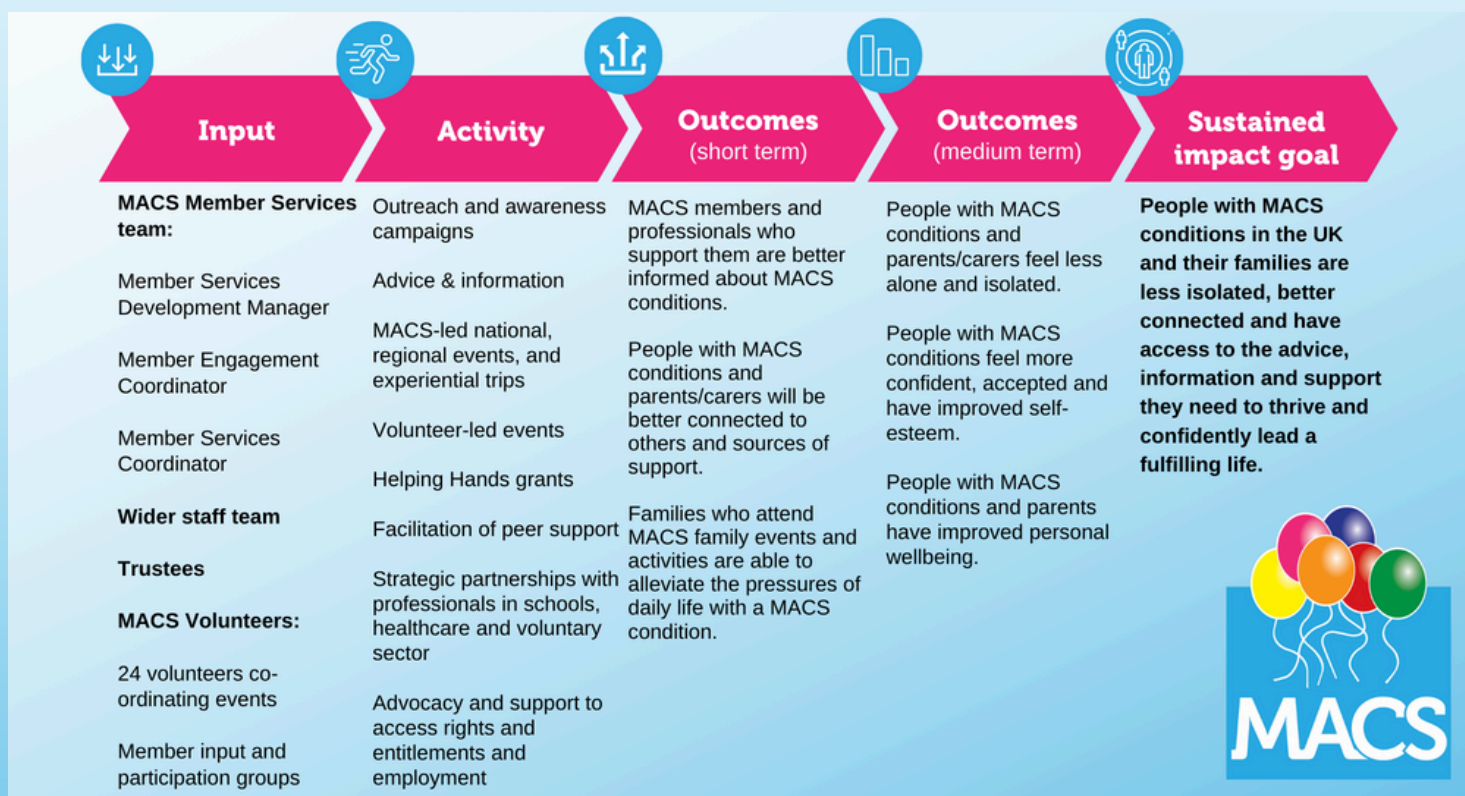 Input
MACS Member Services
team:
Member Services
Development Manager
Member Engagement
Coordinator
Member Services
Coordinator
Wider staff team
Trustees
MACS Volunteers:
24 volunteers co-
ordinating events
Member input and
participation groups
Activity
Outreach and awareness
campaigns
Advice & information
MACS-led national,
regional events, and
experiential trips
Volunteer-led events
Helping Hands grants
Facilitation of peer support
Strategic partnerships with
professionals in schools,
healthcare and voluntary
sector
Advocacy and support to
access rights and
entitlements and
employment
Outcomes
(short term)
MACS members and
professionals who
support them are better
informed about MACS
conditions.
People with MACS
conditions and
parents/carers will be
better connected to
others and sources of
support.
Families who attend
MACS family events and
activities are able to
alleviate the pressures of
daily life with a MACS
condition.
Outcomes
(medium term)
People with MACS
conditions and
parents/carers feel less
alone and isolated.
People with MACS
conditions feel more
confident, accepted and
have improved self-
esteem.
People with MACS
conditions and parents
have improved personal
wellbeing.
Sustained
impact goal
People with MACS
conditions in the UK
and their families are
less isolated, better
connected and have
access to the advice,
information and support
they need to thrive and
confidently lead a
fulfilling life.
MACS